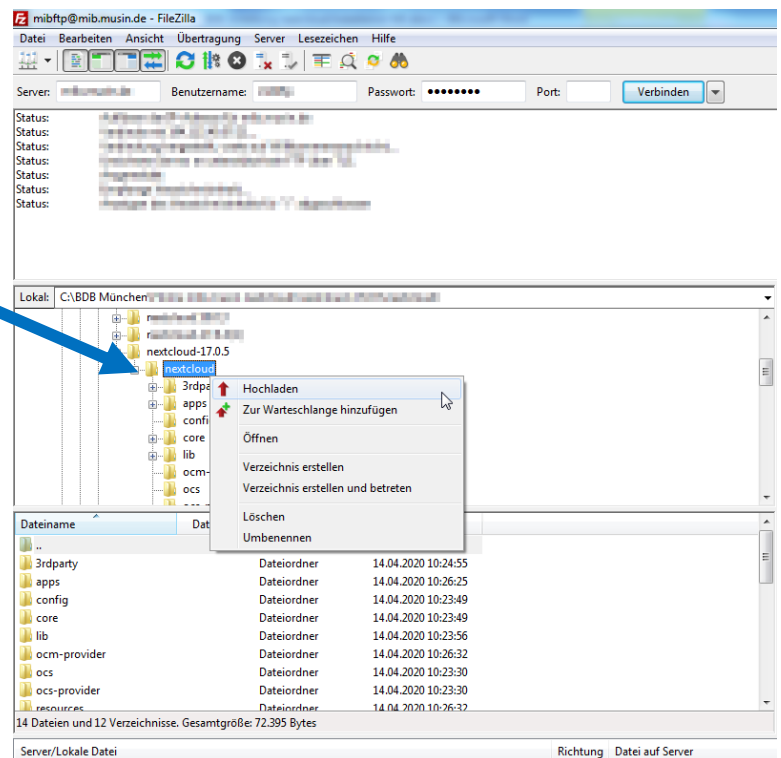 mibftp@mib.musin.de - FileZilla
Datei Bearbeiten Ansicht Übertragung Server Lesezeichen Hilfe
Server: Benutzername: Passwort: ●●●●●●●● Port: Verbinden
Status:
Status:
Status:
Status:
Status:
Status:
Status:
Lokal: C:\BDB München
nextcloud-17.0.5
nextcloud
3rdpa
apps
confi
core
lib
ocm-
ocs
Hochladen
Zur Warteschlange hinzufügen
Öffnen
Verzeichnis erstellen
Verzeichnis erstellen und betreten
Löschen
Umbenennen
Dateiname Dat
..
3rdparty Dateiordner 14.04.2020 10:24:55
apps Dateiordner 14.04.2020 10:26:25
config Dateiordner 14.04.2020 10:23:49
core Dateiordner 14.04.2020 10:23:49
lib Dateiordner 14.04.2020 10:23:56
ocm-provider Dateiordner 14.04.2020 10:26:32
ocs Dateiordner 14.04.2020 10:23:30
ocs-provider Dateiordner 14.04.2020 10:23:30
resources Dateiordner 14.04.2020 10:26:32
14 Dateien und 12 Verzeichnisse. Gesamtgröße: 72.395 Bytes
Server/Lokale Datei Richtung Datei auf Server